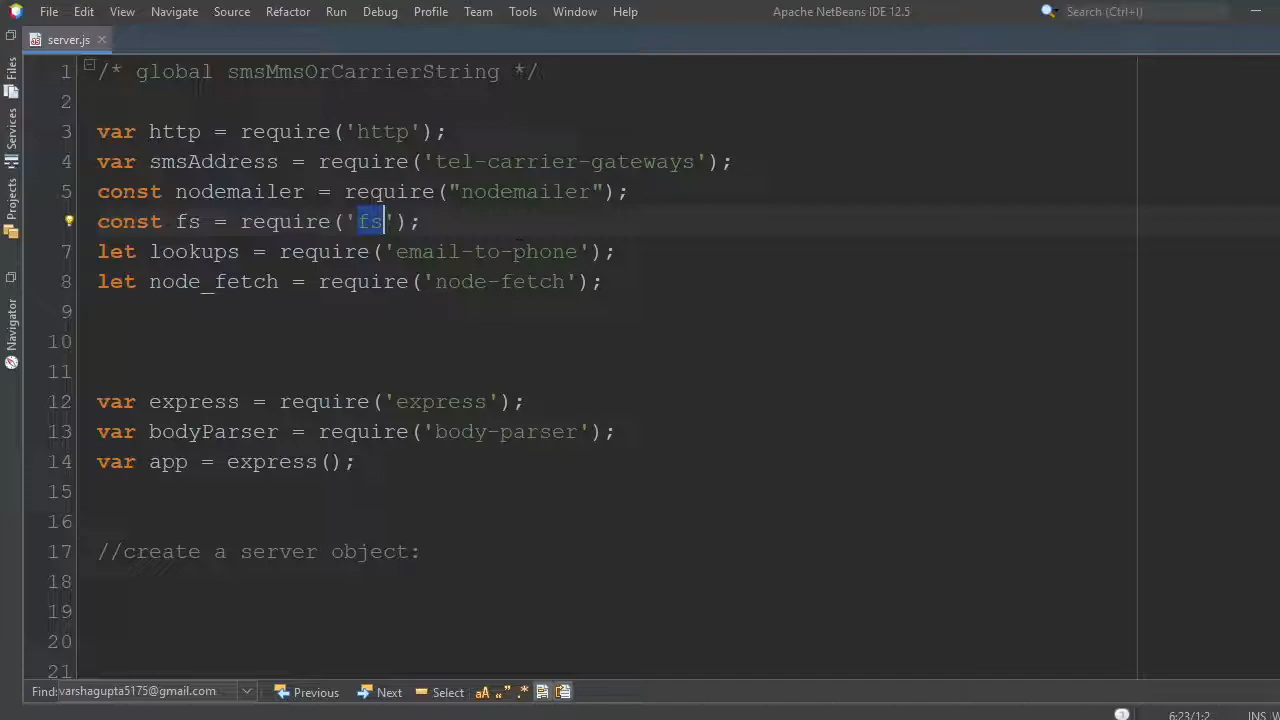 File Edit View Navigate Source Refactor Run Debug Profile Team Tools Window Help Apache NetBeans IDE 12.5 Search (Ctrl+I)
server.js
Files
Services
Projects
Navigator
1 /* global smsMmsOrCarrierString */
2
3 var http = require('http');
4 var smsAddress = require('tel-carrier-gateways');
5 const nodemailer = require("nodemailer");
const fs = require('fs');
7 let lookups = require('email-to-phone');
8 let node_fetch = require('node-fetch');
9
10
11
12 var express = require('express');
13 var bodyParser = require('body-parser');
14 var app = express();
15
16
17 //create a server object:
18
19
20
21
Find: varshagupta5175@gmail.com Previous Next Select aA “” .*
6:23/1:2 INS